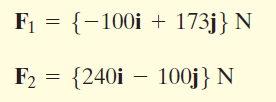 F₁ = {−100i + 173j} N
F₂ = {240i − 100j} N